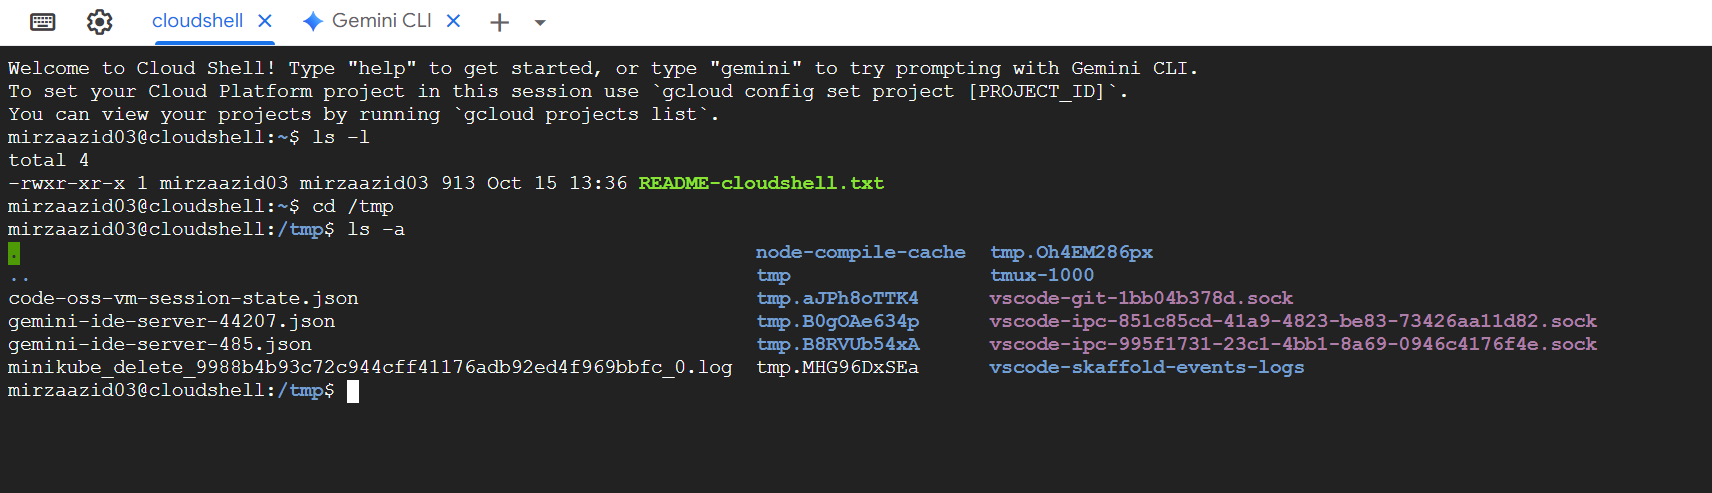 cloudshell × Gemini CLI × +
Welcome to Cloud Shell! Type "help" to get started, or type "gemini" to try prompting with Gemini CLI.
To set your Cloud Platform project in this session use `gcloud config set project [PROJECT_ID]`.
You can view your projects by running `gcloud projects list`.
mirzaazid03@cloudshell:~$ ls -l
total 4
-rwxr-xr-x 1 mirzaazid03 mirzaazid03 913 Oct 15 13:36 README-cloudshell.txt
mirzaazid03@cloudshell:~$ cd /tmp
mirzaazid03@cloudshell:/tmp$ ls -a
. node-compile-cache tmp.Oh4EM286px
.. tmp tmux-1000
code-oss-vm-session-state.json tmp.aJPh8oTTK4 vscode-git-1bb04b378d.sock
gemini-ide-server-44207.json tmp.B0gOAe634p vscode-ipc-851c85cd-41a9-4823-be83-73426aa11d82.sock
gemini-ide-server-485.json tmp.B8RVUb54xA vscode-ipc-995f1731-23c1-4bb1-8a69-0946c4176f4e.sock
minikube_delete_9988b4b93c72c944cff41176adb92ed4f969bbfc_0.log tmp.MHG96DxSEa vscode-skaffold-events-logs
mirzaazid03@cloudshell:/tmp$